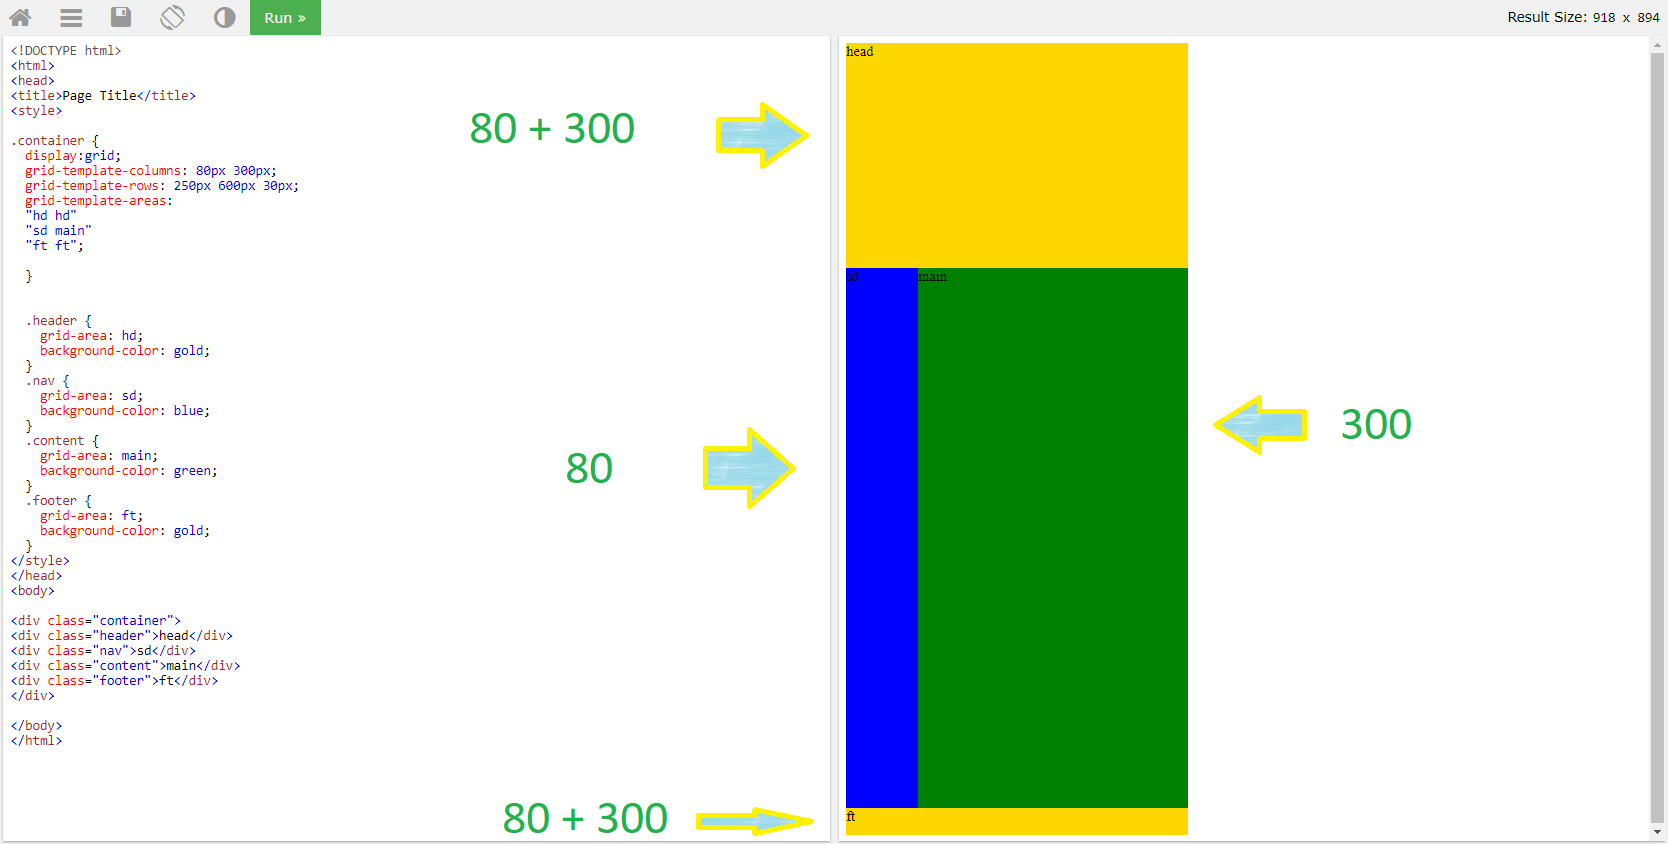 Run »
Result Size: 918 x 894
<!DOCTYPE html>
<html>
<head>
<title>Page Title</title>
<style>
.container {
display:grid;
grid-template-columns: 80px 300px;
grid-template-rows: 250px 600px 30px;
grid-template-areas:
"hd hd"
"sd main"
"ft ft";
}
.header {
grid-area: hd;
background-color: gold;
}
.nav {
grid-area: sd;
background-color: blue;
}
.content {
grid-area: main;
background-color: green;
}
.footer {
grid-area: ft;
background-color: gold;
}
</style>
</head>
<body>
<div class="container">
<div class="header">head</div>
<div class="nav">sd</div>
<div class="content">main</div>
<div class="footer">ft</div>
</div>
</body>
</html>
80 + 300
80
80 + 300
head
sd
main
ft
300